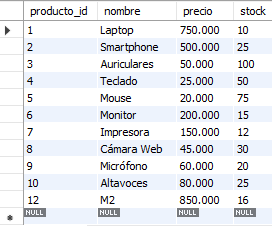 producto_id nombre precio stock
1 Laptop 750.000 10
2 Smartphone 500.000 25
3 Auriculares 50.000 100
4 Teclado 25.000 50
5 Mouse 20.000 75
6 Monitor 200.000 15
7 Impresora 150.000 12
8 Cámara Web 45.000 30
9 Micrófono 60.000 20
10 Altavoces 80.000 25
12 M2 850.000 16
NULL NULL NULL NULL